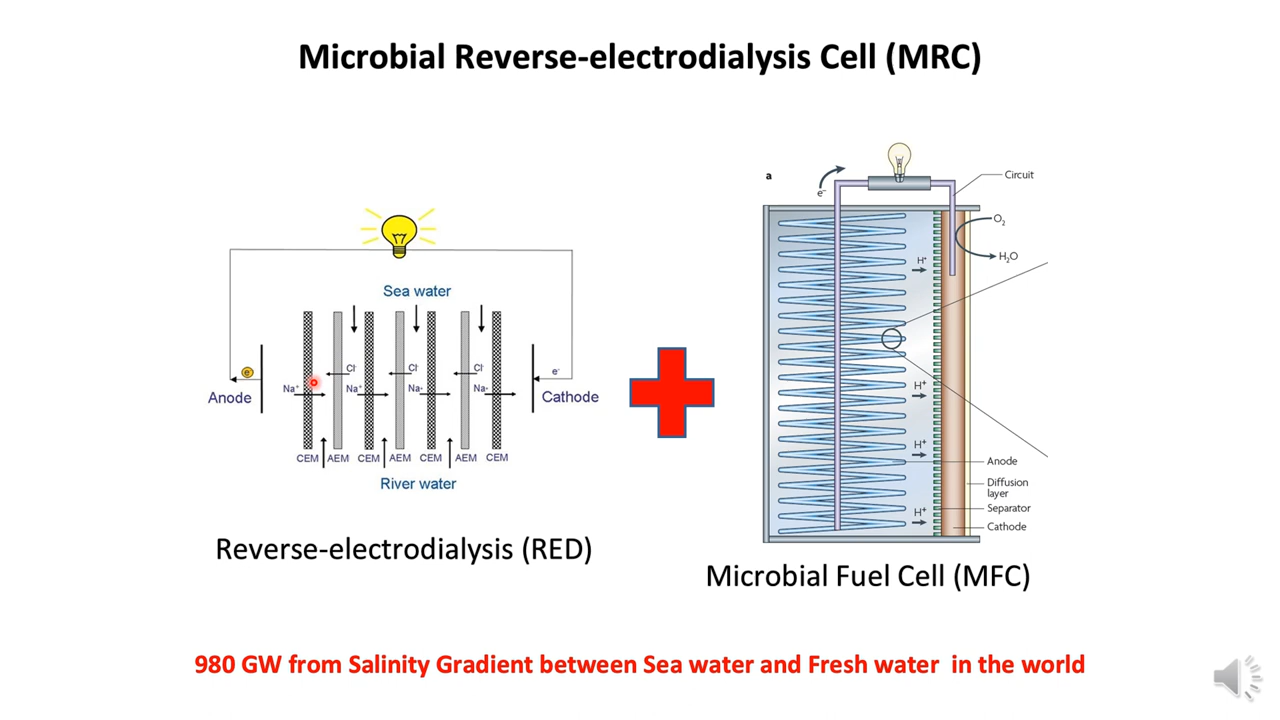 Microbial Reverse-electrodialysis Cell (MRC)
Sea water
e-
Anode
Na⁺
Cl⁻
Na⁺
Cl⁻
Na⁺
Cl⁻
Na⁺
e⁻
Cathode
CEM AEM CEM AEM CEM AEM CEM
River water
Reverse-electrodialysis (RED)
a
e⁻
Circuit
O₂
H₂O
H⁺
H⁺
H⁺
H⁺
Anode
Diffusion
layer
Separator
Cathode
Microbial Fuel Cell (MFC)
980 GW from Salinity Gradient between Sea water and Fresh water in the world